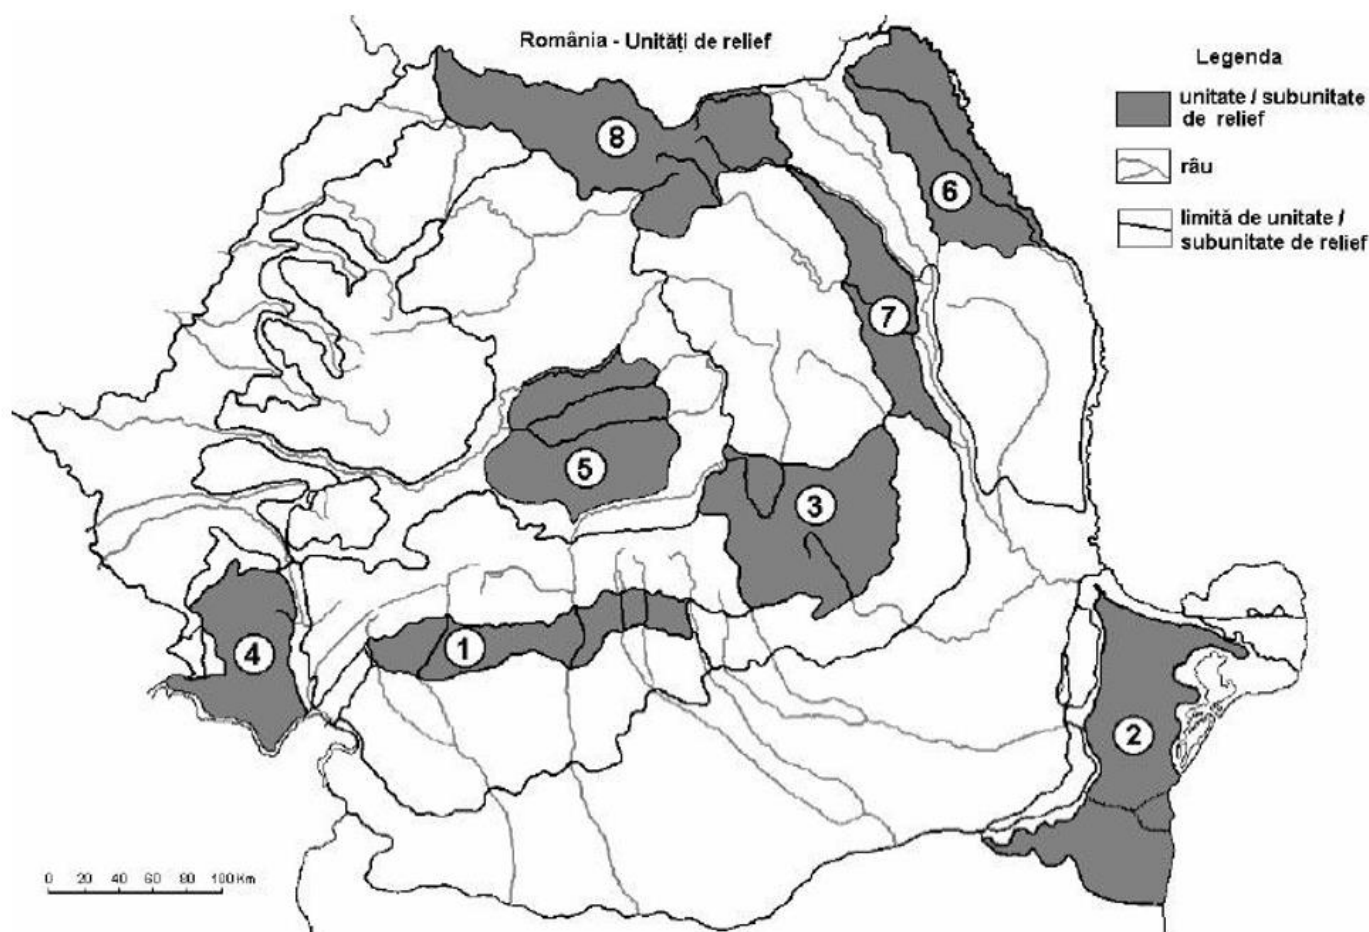 România - Unităţi de relief
Legenda
unitate / subunitate
de relief
râu
limită de unitate /
subunitate de relief
8
6
7
5
3
4
1
2
0 20 40 60 80 100 Km